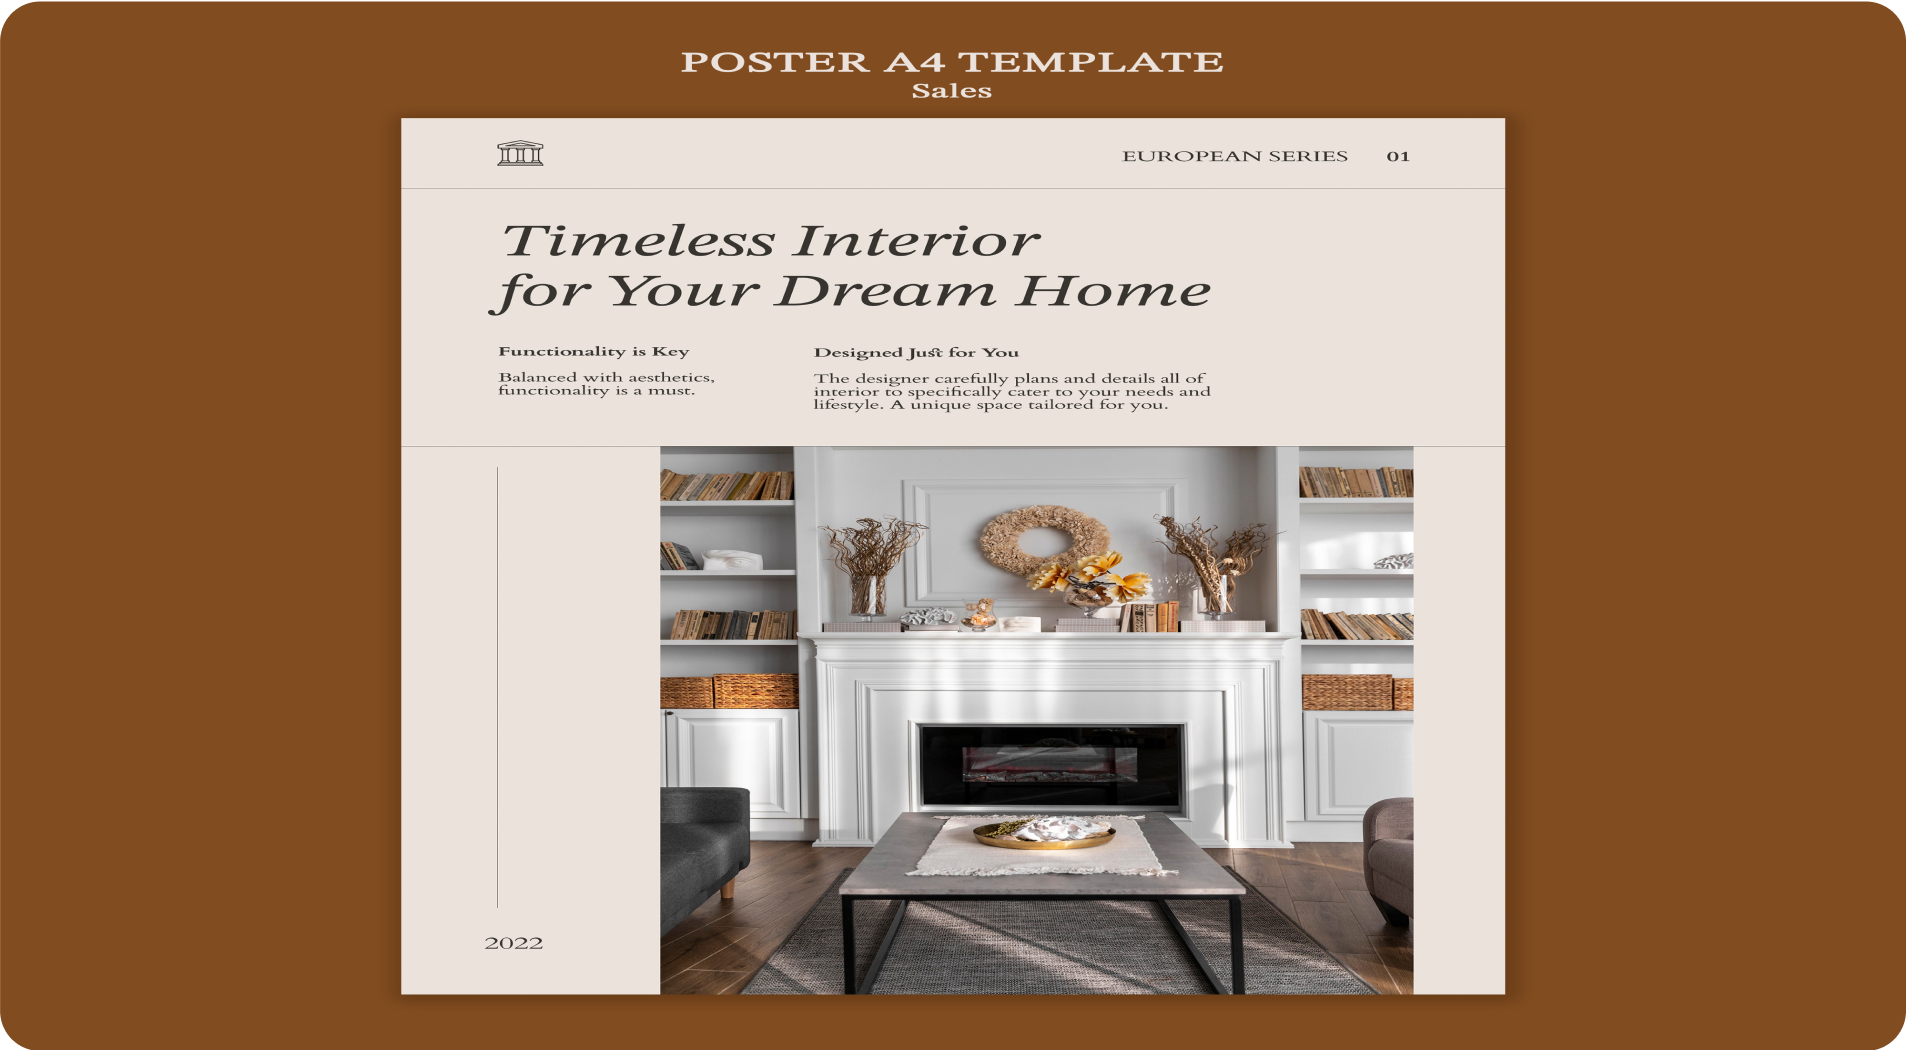 POSTER A4 TEMPLATE
Sales
EUROPEAN SERIES 01
Timeless Interior
for Your Dream Home
Functionality is Key
Balanced with aesthetics,
functionality is a must.
Designed Just for You
The designer carefully plans and details all of
interior to specifically cater to your needs and
lifestyle. A unique space tailored for you.
2022